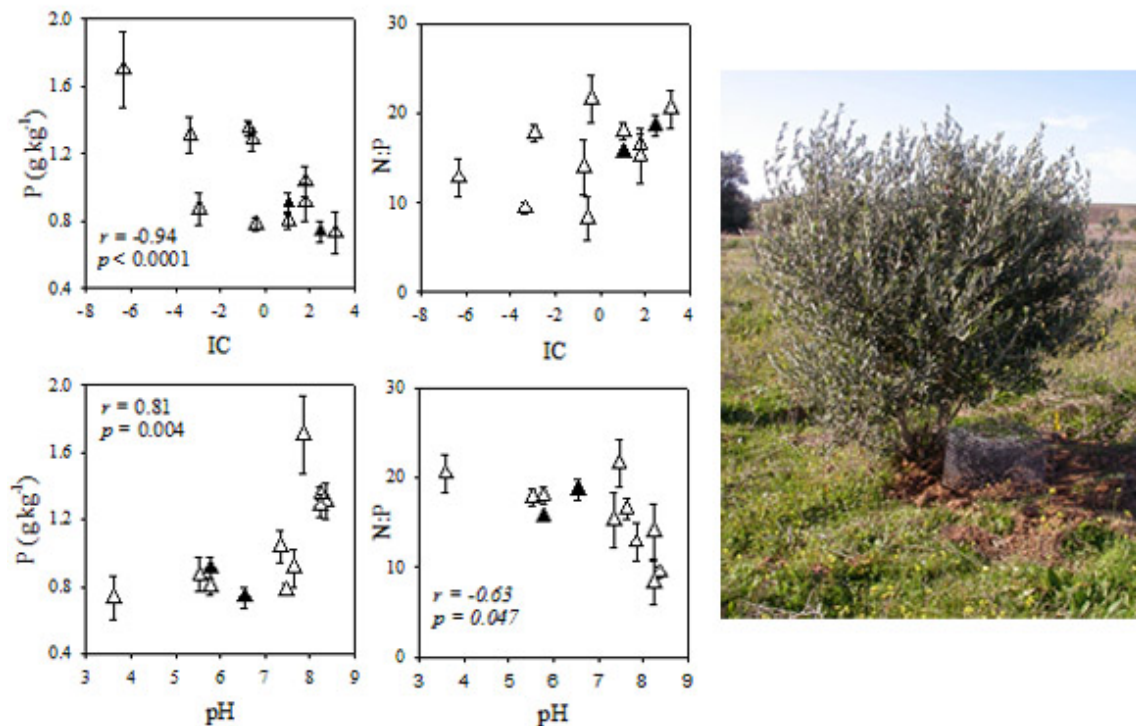 2.0
1.6
1.2
0.8
0.4
P (g kg-1)
r = -0.94
p < 0.0001
-8 -6 -4 -2 0 2 4
IC
30
20
10
0
N:P
-8 -6 -4 -2 0 2 4
IC
2.0
1.6
1.2
0.8
0.4
P (g kg-1)
r = 0.81
p = 0.004
3 4 5 6 7 8 9
pH
30
20
10
0
N:P
r = -0.63
p = 0.047
3 4 5 6 7 8 9
pH